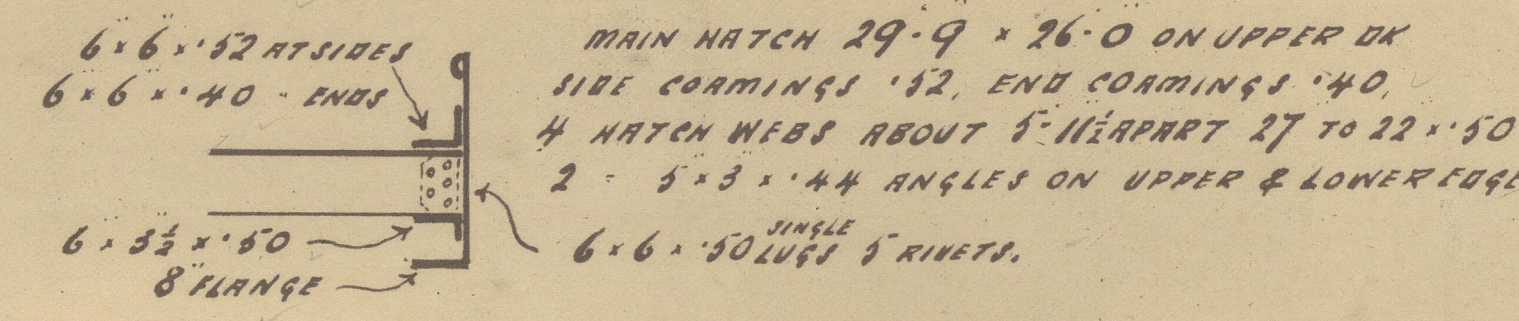 6 × 6 × ·52 AT SIDES
6 × 6 × ·40 " ENDS
6 × 3½ × ·50
8" FLANGE
MAIN HATCH 29·9 × 26·0 ON UPPER DK
SIDE COAMINGS ·52, END COAMINGS ·40,
4 HATCH WEBS ABOUT 5-11½ APART 27 TO 22 × ·50
2 - 5 × 3 × ·44 ANGLES ON UPPER & LOWER EDGE
6 × 6 × ·50 SINGLE LUGS 5 RIVETS.